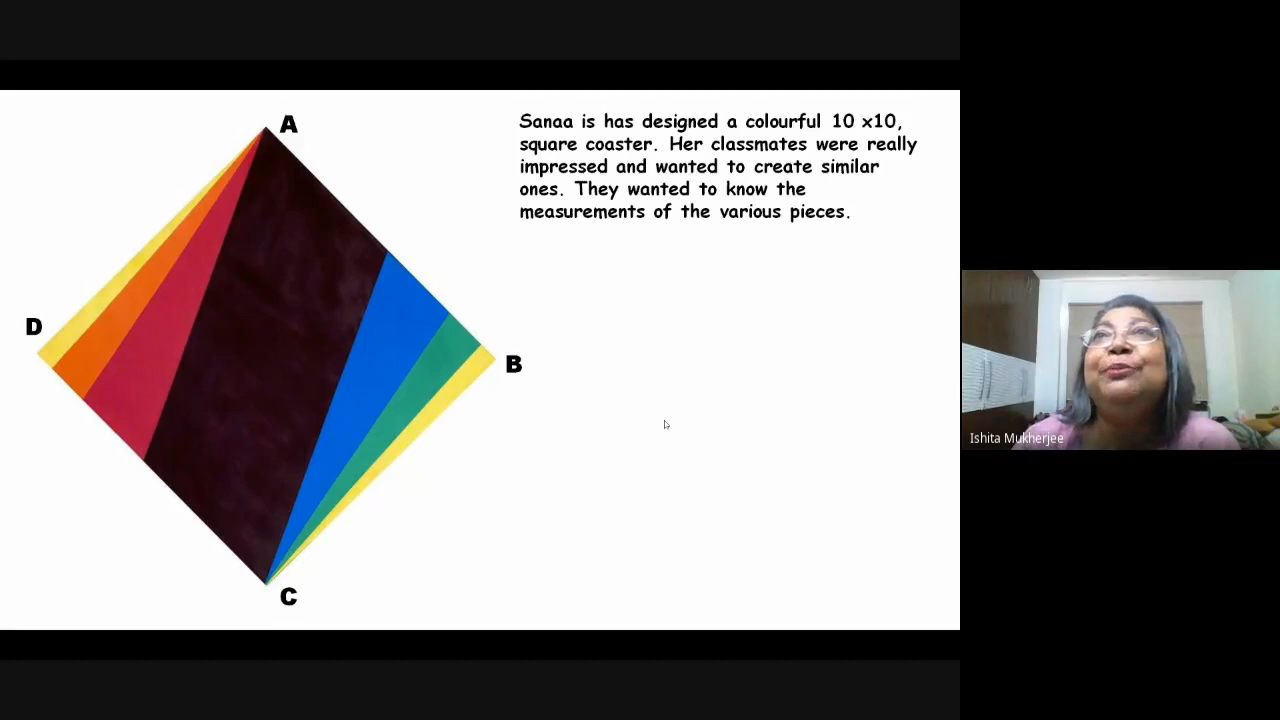 A
Sanaa is has designed a colourful 10 x10,
square coaster. Her classmates were really
impressed and wanted to create similar
ones. They wanted to know the
measurements of the various pieces.
D
B
Ishita Mukherjee
C